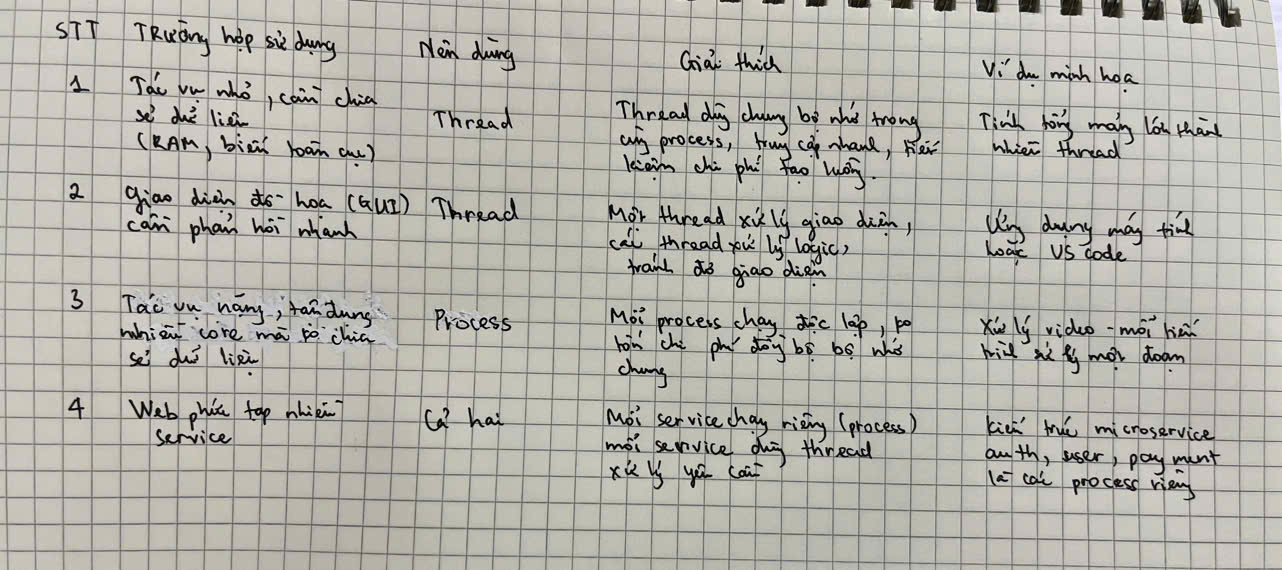 STT Trường hợp sử dụng Nên dùng Giải thích Ví dụ minh hoạ
1 Tác vụ nhỏ, cần chia
sẻ dữ liệu
(RAM, biến toàn cục)
Thread
Thread dùng chung bộ nhớ trong
cùng process, truy cập nhanh, tiết
kiệm chi phí tạo luồng.
Tính tổng mảng lớn thành
nhiều thread
2 Giao diện đồ hoạ (GUI)
cần phản hồi nhanh
Thread
Một thread xử lý giao diện,
các thread xử lý logic,
tránh đơ giao diện
Ứng dụng máy tính
hoặc VS code
3 Tác vụ nặng, tận dụng
nhiều core mà ko chia
sẻ dữ liệu
Process
Mỗi process chạy độc lập, ko
tốn chi phí đồng bộ bộ nhớ
chung
Xử lý video - mỗi tiến
trình xử lý một đoạn
4 Web phức tạp nhiều
service
Cả hai
Mỗi service chạy riêng (process)
mỗi service dùng thread
xử lý yêu cầu
Kiến trúc microservice
auth, user, payment
là các process riêng